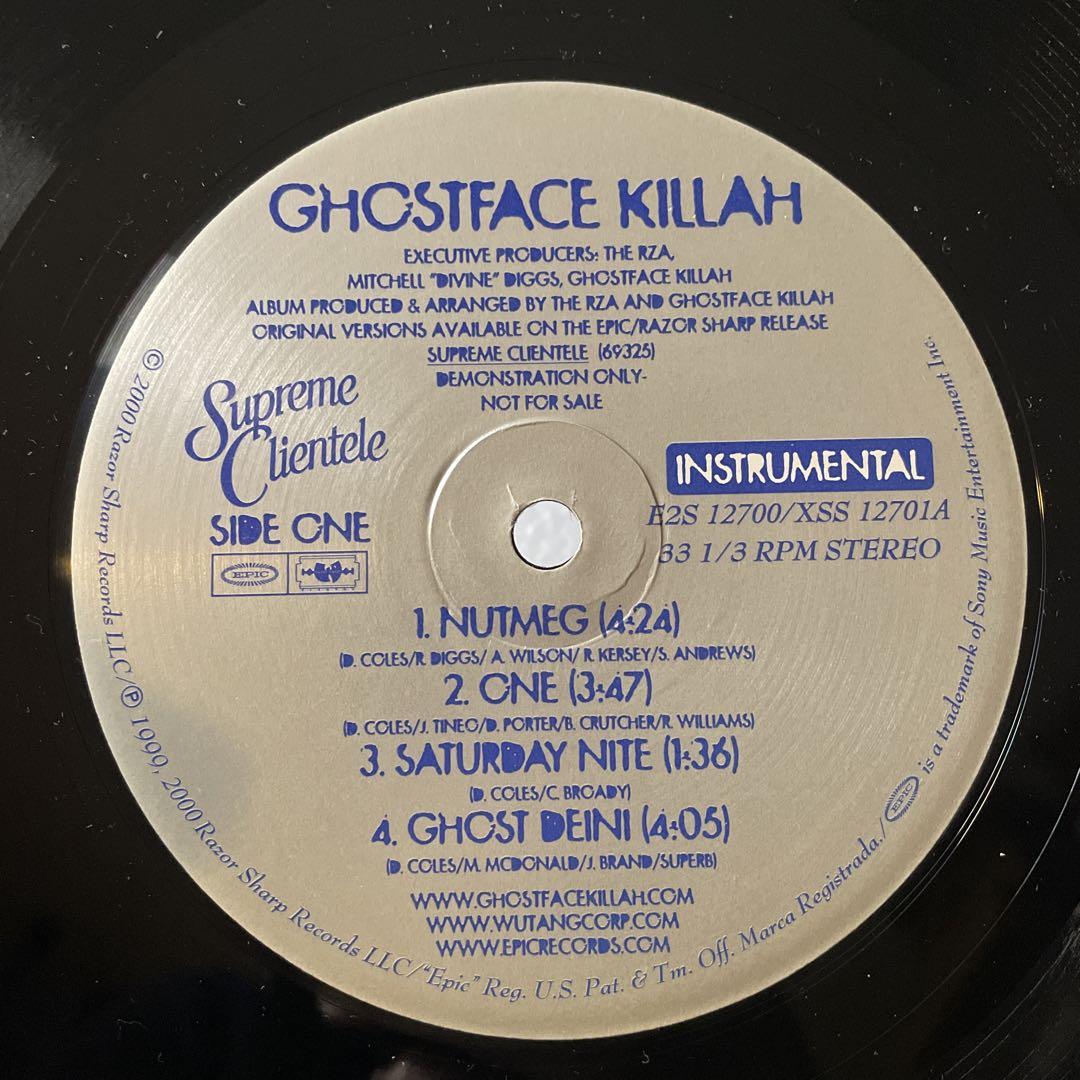 GHOSTFACE KILLAH
EXECUTIVE PRODUCERS: THE RZA,
MITCHELL "DIVINE" DIGGS, GHOSTFACE KILLAH
ALBUM PRODUCED & ARRANGED BY THE RZA AND GHOSTFACE KILLAH
ORIGINAL VERSIONS AVAILABLE ON THE EPIC/RAZOR SHARP RELEASE
SUPREME CLIENTELE (69325)
DEMONSTRATION ONLY-
NOT FOR SALE
Supreme
Clientele
SIDE ONE
EPIC
INSTRUMENTAL
E2S 12700/XSS 12701A
33 1/3 RPM STEREO
1. NUTMEG (4:24)
(D. COLES/R. DIGGS/ A. WILSON/ R. KERSEY/S. ANDREWS)
2. ONE (3:47)
(D. COLES/J. TINEO/D. PORTER/B. CRUTCHER/R. WILLIAMS)
3. SATURDAY NITE (1:36)
(D. COLES/C. BROADY)
4. GHOST DEINI (4:05)
(D. COLES/M. MCDONALD/J. BRAND/SUPERB)
WWW.GHOSTFACEKILLAH.COM
WWW.WUTANGCORP.COM
WWW.EPICRECORDS.COM
© 2000 Razor Sharp Records LLC/℗ 1999, 2000 Razor Sharp Records LLC/"Epic" Reg. U.S. Pat. & Tm. Off. Marca Registrada./ EPIC is a trademark of Sony Music Entertainment Inc.